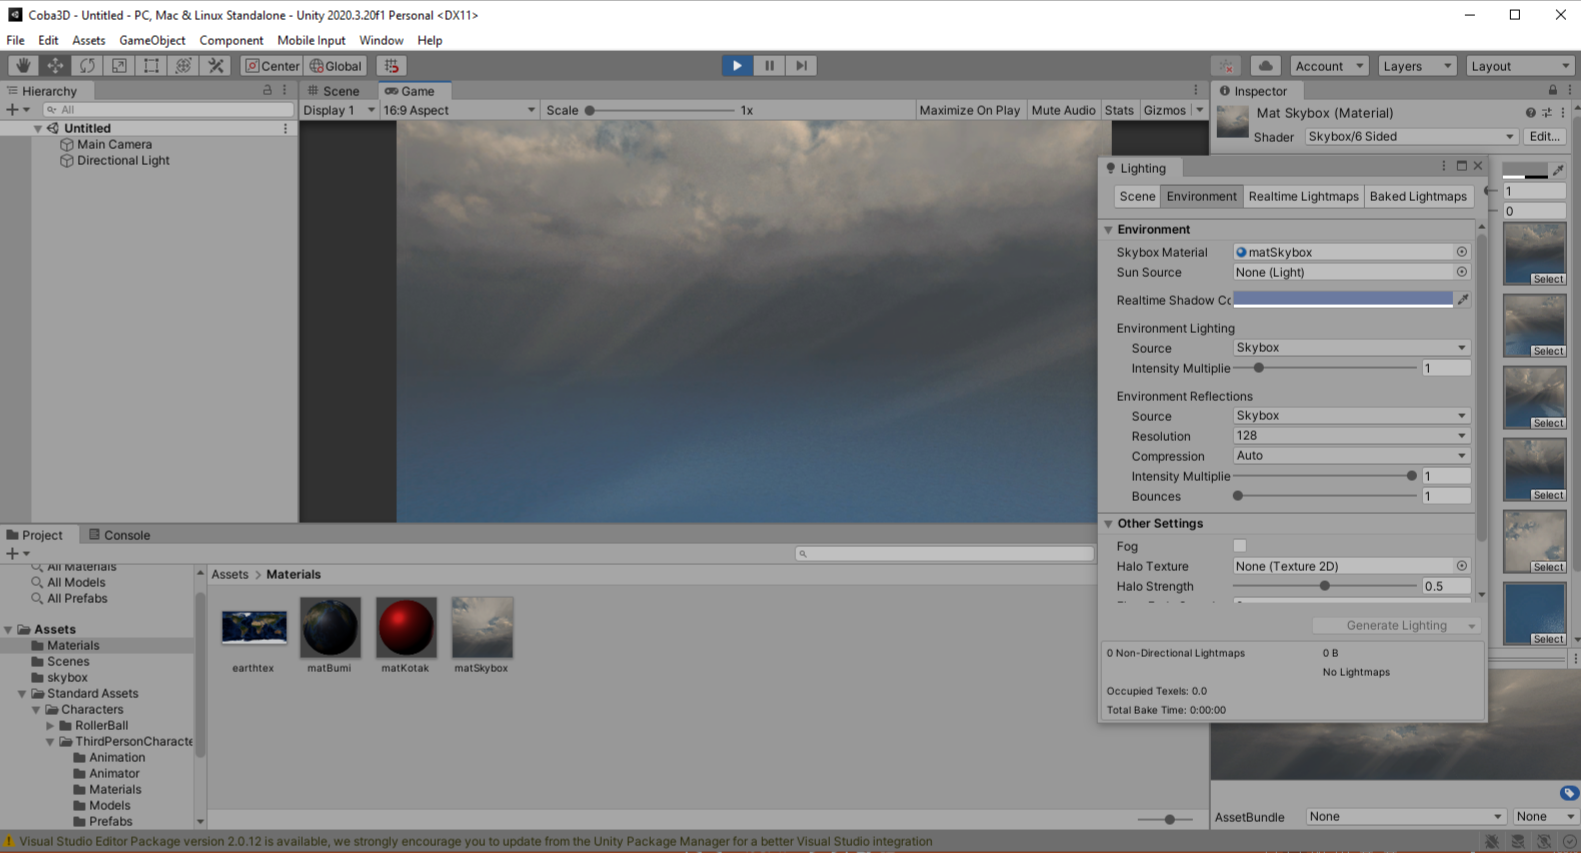 Coba3D - Untitled - PC, Mac & Linux Standalone - Unity 2020.3.20f1 Personal <DX11>
File Edit Assets GameObject Component Mobile Input Window Help
Center Global Account Layers Layout
Hierarchy
All
Untitled
Main Camera
Directional Light
Scene Game
Display 1 16:9 Aspect Scale 1x Maximize On Play Mute Audio Stats Gizmos
Inspector
Mat Skybox (Material)
Shader Skybox/6 Sided Edit...
1
0
Select
Select
Select
Select
Select
Select
Lighting
Scene Environment Realtime Lightmaps Baked Lightmaps
Environment
Skybox Material matSkybox
Sun Source None (Light)
Realtime Shadow Co
Environment Lighting
Source Skybox
Intensity Multiplie 1
Environment Reflections
Source Skybox
Resolution 128
Compression Auto
Intensity Multiplie 1
Bounces 1
Other Settings
Fog
Halo Texture None (Texture 2D)
Halo Strength 0.5
Generate Lighting
0 Non-Directional Lightmaps 0 B
No Lightmaps
Occupied Texels: 0.0
Total Bake Time: 0:00:00
Project Console
All Materials
All Models
All Prefabs
Assets
Materials
Scenes
skybox
Standard Assets
Characters
RollerBall
ThirdPersonCharacte
Animation
Animator
Materials
Models
Prefabs
Assets > Materials
earthtex matBumi matKotak matSkybox
AssetBundle None None
Visual Studio Editor Package version 2.0.12 is available, we strongly encourage you to update from the Unity Package Manager for a better Visual Studio integration